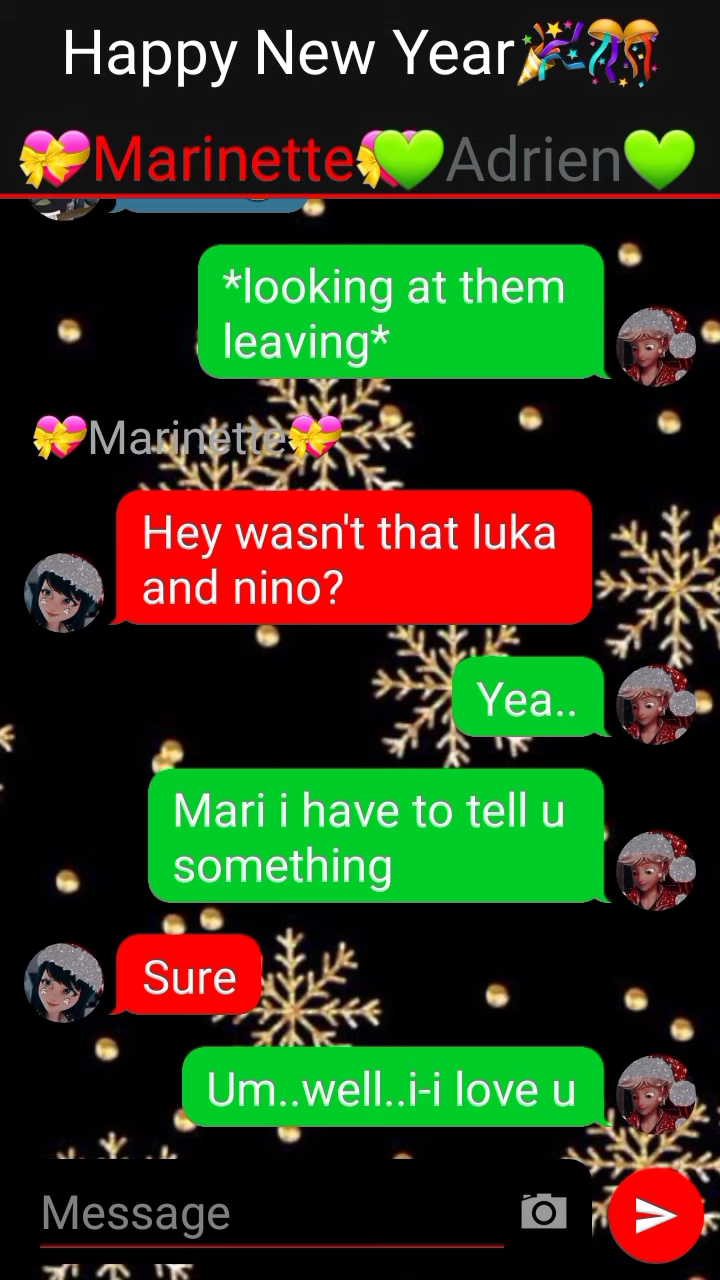 Happy New Year🎉🎊
💝Marinette💝💚Adrien💚
*looking at them
leaving*
💝Marinette💝
Hey wasn't that luka
and nino?
Yea..
Mari i have to tell u
something
Sure
Um..well..i-i love u
Message